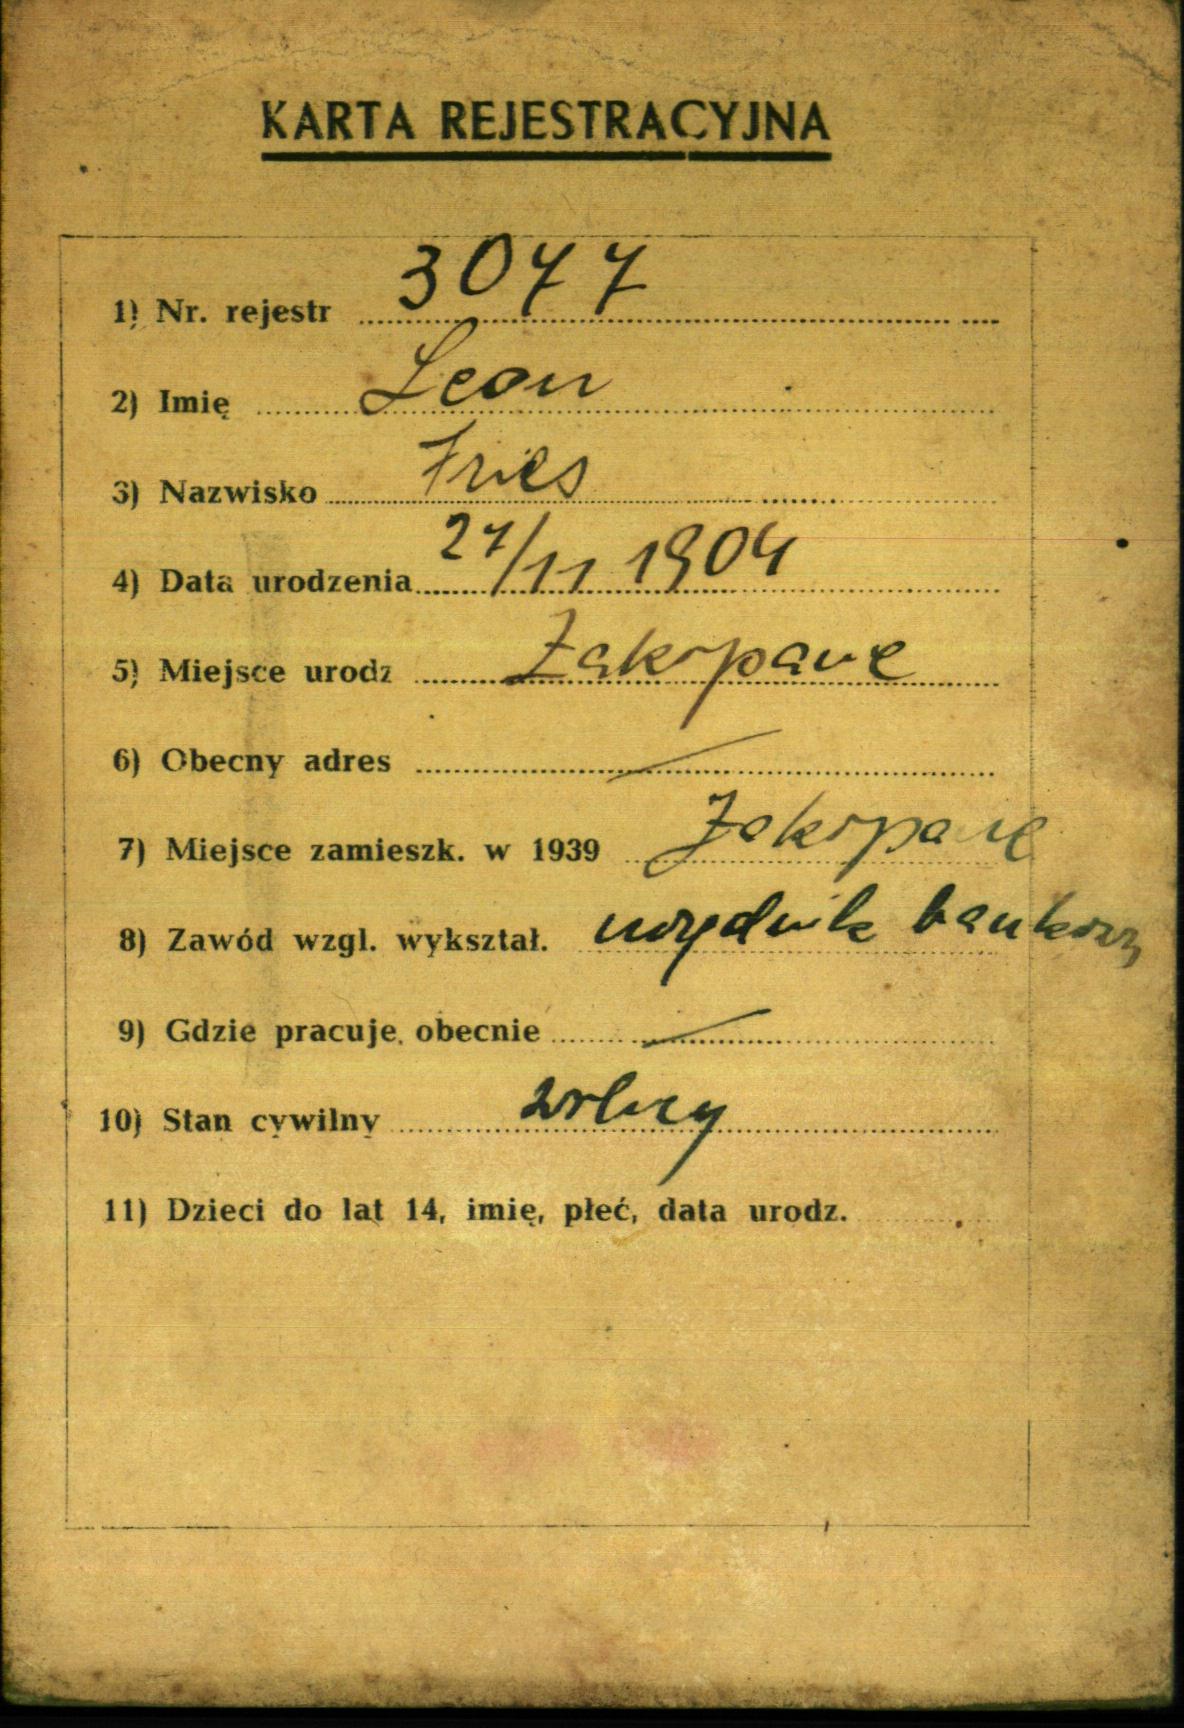 KARTA REJESTRACYJNA
1) Nr. rejestr 3077
2) Imię Leon
3) Nazwisko Fries
4) Data urodzenia 27/11 1904
5) Miejsce urodz Zakopane
6) Obecny adres
7) Miejsce zamieszk. w 1939 Zakopane
8) Zawód wzgl. wykształ. urzędnik bankowy
9) Gdzie pracuje obecnie
10) Stan cywilny wolny
11) Dzieci do lat 14, imię, płeć, data urodz.